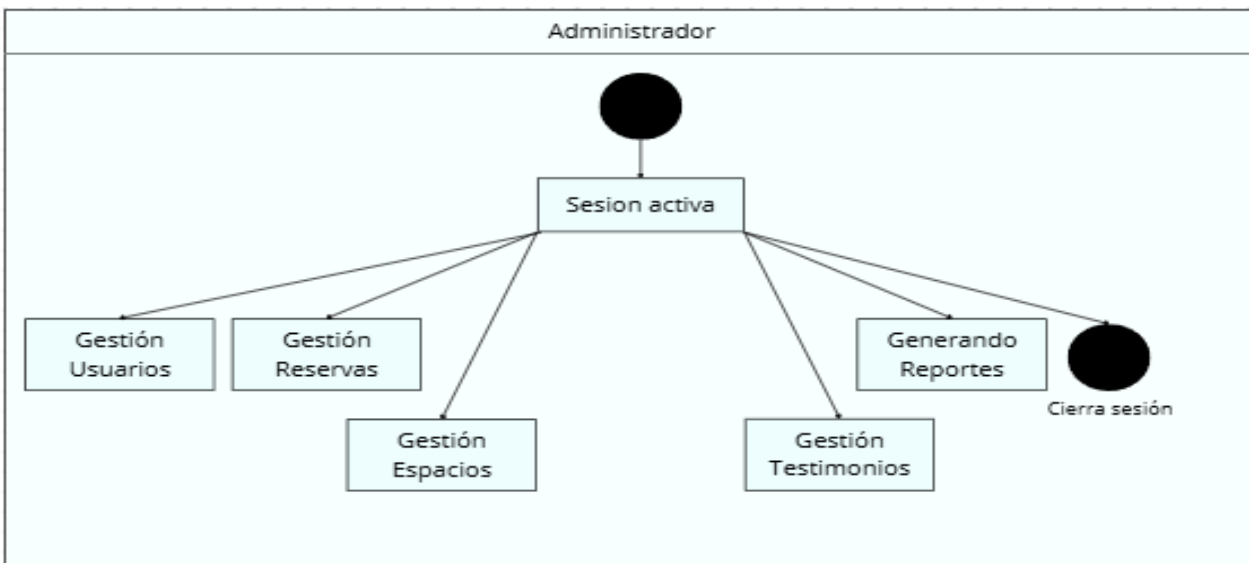 Administrador
Sesion activa
Gestión
Usuarios
Gestión
Reservas
Generando
Reportes
Cierra sesión
Gestión
Espacios
Gestión
Testimonios